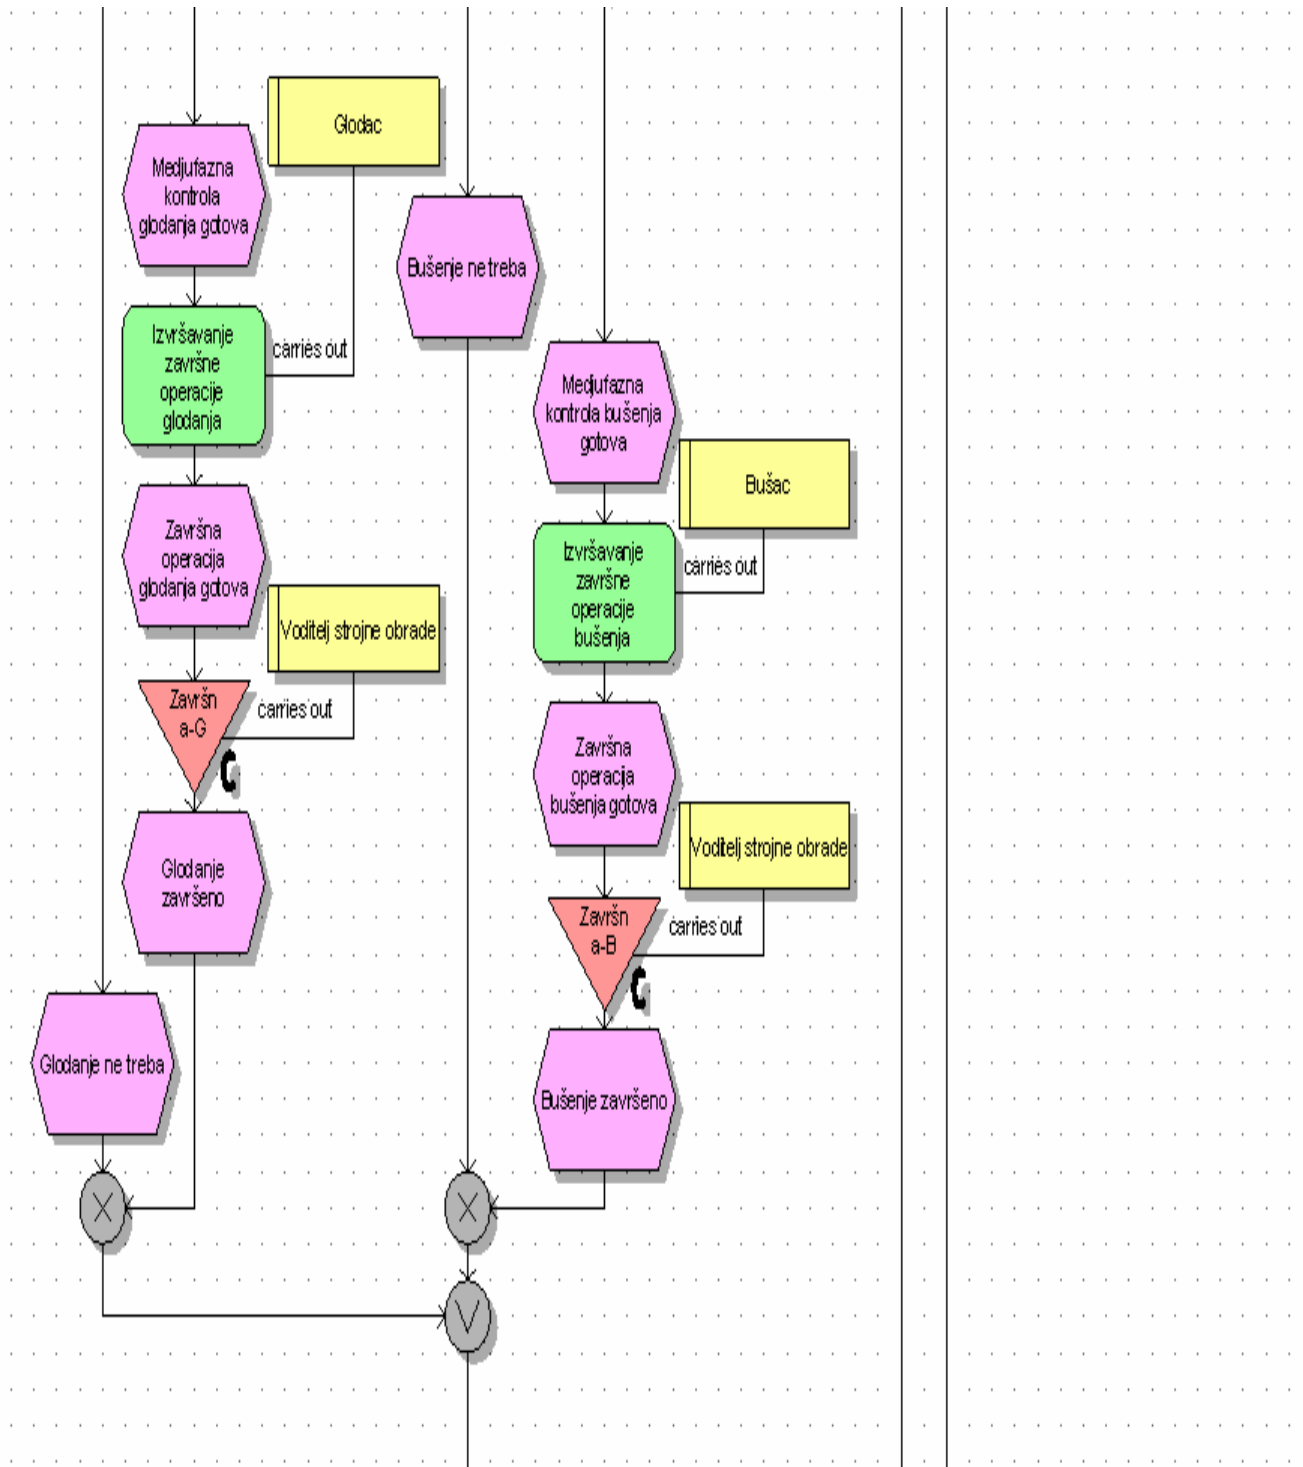 Glodac
Medjufazna
kontrola
glodanja gotova
Bušenje ne treba
Izvršavanje
završne
operacije
glodanja
carries out
Medjufazna
kontrola bušenja
gotova
Bušac
Završna
operacija
glodanja gotova
Izvršavanje
završne
operacije
bušenja
carries out
Voditelj strojne obrade
Završn
a-G
carries out
C
Završna
operacija
bušenja gotova
Voditelj strojne obrade
Glodanje
završeno
Završn
a-B
carries out
C
Glodanje ne treba
Bušenje završeno